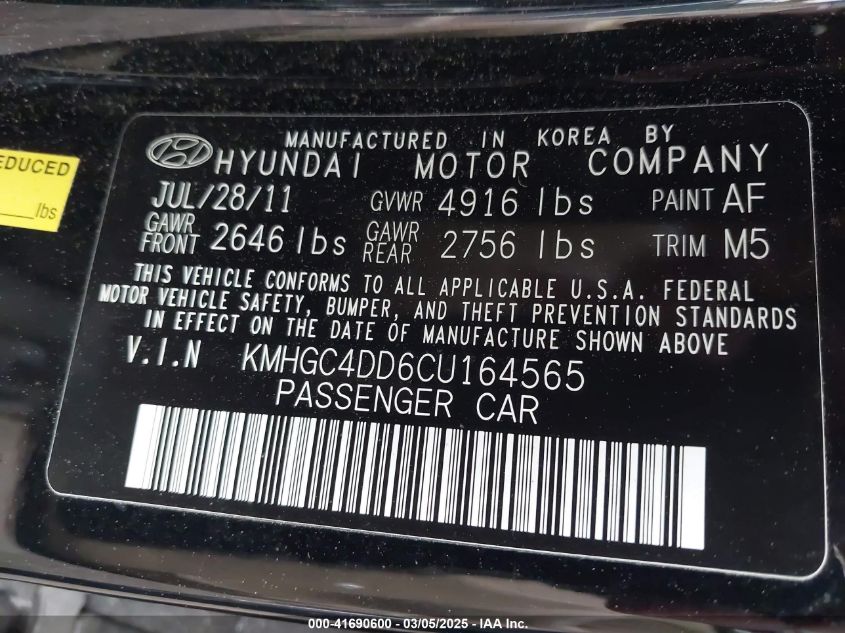 MANUFACTURED IN KOREA BY
HYUNDAI MOTOR COMPANY
JUL/28/11 GVWR 4916 lbs PAINT AF
GAWR FRONT 2646 lbs GAWR REAR 2756 lbs TRIM M5
THIS VEHICLE CONFORMS TO ALL APPLICABLE U.S.A. FEDERAL
MOTOR VEHICLE SAFETY, BUMPER, AND THEFT PREVENTION STANDARDS
IN EFFECT ON THE DATE OF MANUFACTURE SHOWN ABOVE
V.I.N KMHGC4DD6CU164565
PASSENGER CAR
EDUCED
lbs
000-41690600 - 03/05/2025 - IAA Inc.